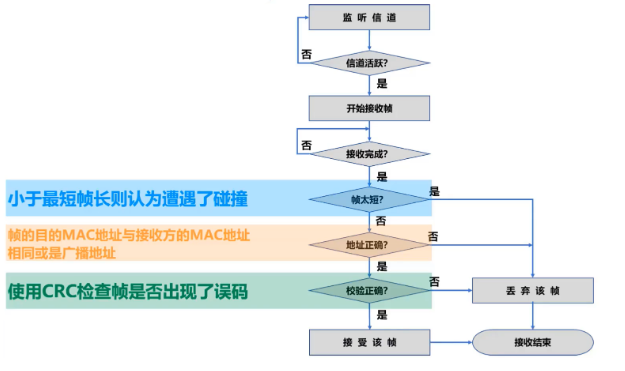 监 听 信 道
否
信道活跃?
是
开始接收帧
否
接收完成?
是
小于最短帧长则认为遭遇了碰撞
帧太短?
是
否
帧的目的MAC地址与接收方的MAC地址
相同或是广播地址
地址正确?
否
是
使用CRC检查帧是否出现了误码
校验正确?
否
丢 弃 该 帧
是
接 受 该 帧
接收结束